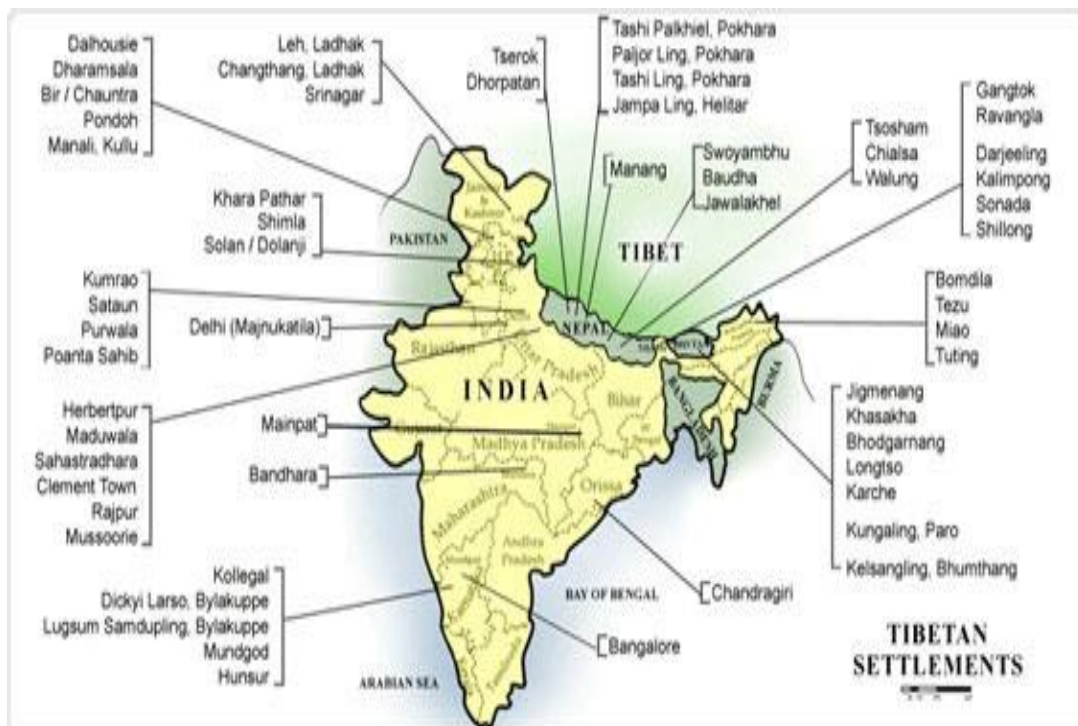 Dalhousie
Dharamsala
Bir / Chauntra
Pondoh
Manali, Kullu
Leh, Ladhak
Changthang, Ladhak
Srinagar
Tserok
Dhorpatan
Tashi Palkhiel, Pokhara
Paljor Ling, Pokhara
Tashi Ling, Pokhara
Jampa Ling, Helitar
Manang
Swoyambhu
Baudha
Jawalakhel
Tsosham
Chialsa
Walung
Gangtok
Ravangla
Darjeeling
Kalimpong
Sonada
Shillong
Khara Pathar
Shimla
Solan / Dolanji
Kumrao
Sataun
Purwala
Poanta Sahib
Delhi (Majnukatila)
Herbertpur
Maduwala
Sahastradhara
Clement Town
Rajpur
Mussoorie
Mainpat
Bandhara
Bomdila
Tezu
Miao
Tuting
Jigmenang
Khasakha
Bhodgarnang
Longtso
Karche
Kungaling, Paro
Kelsangling, Bhumthang
Kollegal
Dickyi Larso, Bylakuppe
Lugsum Samdupling, Bylakuppe
Mundgod
Hunsur
Chandragiri
Bangalore
Jammu
&
Kashmir
PAKISTAN
TIBET
NEPAL
INDIA
Rajasthan
Uttar Pradesh
Bihar
Gujarat
Madhya Pradesh
Orissa
Maharashtra
Andhra
Pradesh
BANGLADESH
BURMA
BAY OF BENGAL
ARABIAN SEA
TIBETAN
SETTLEMENTS